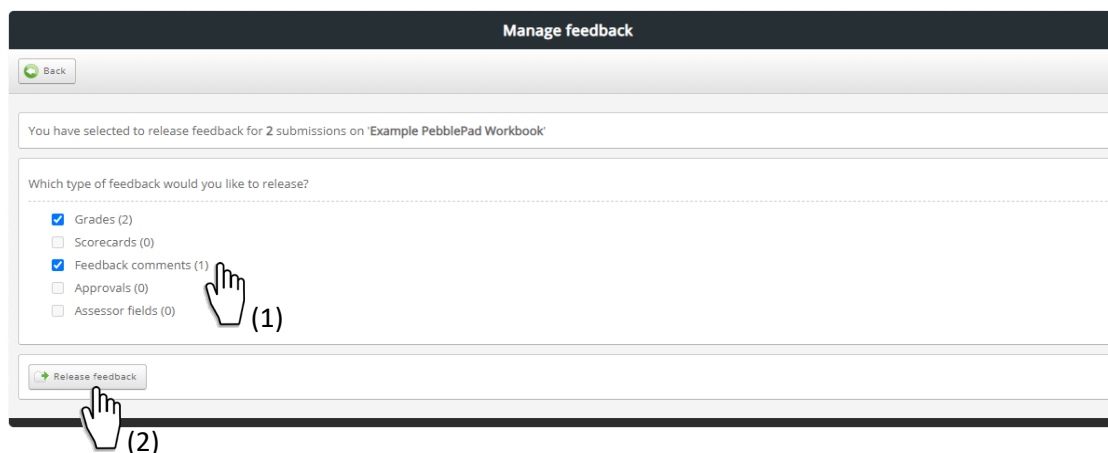 Manage feedback
Back
You have selected to release feedback for 2 submissions on 'Example PebblePad Workbook'
Which type of feedback would you like to release?
Grades (2)
Scorecards (0)
Feedback comments (1)
Approvals (0)
Assessor fields (0)
(1)
Release feedback
(2)